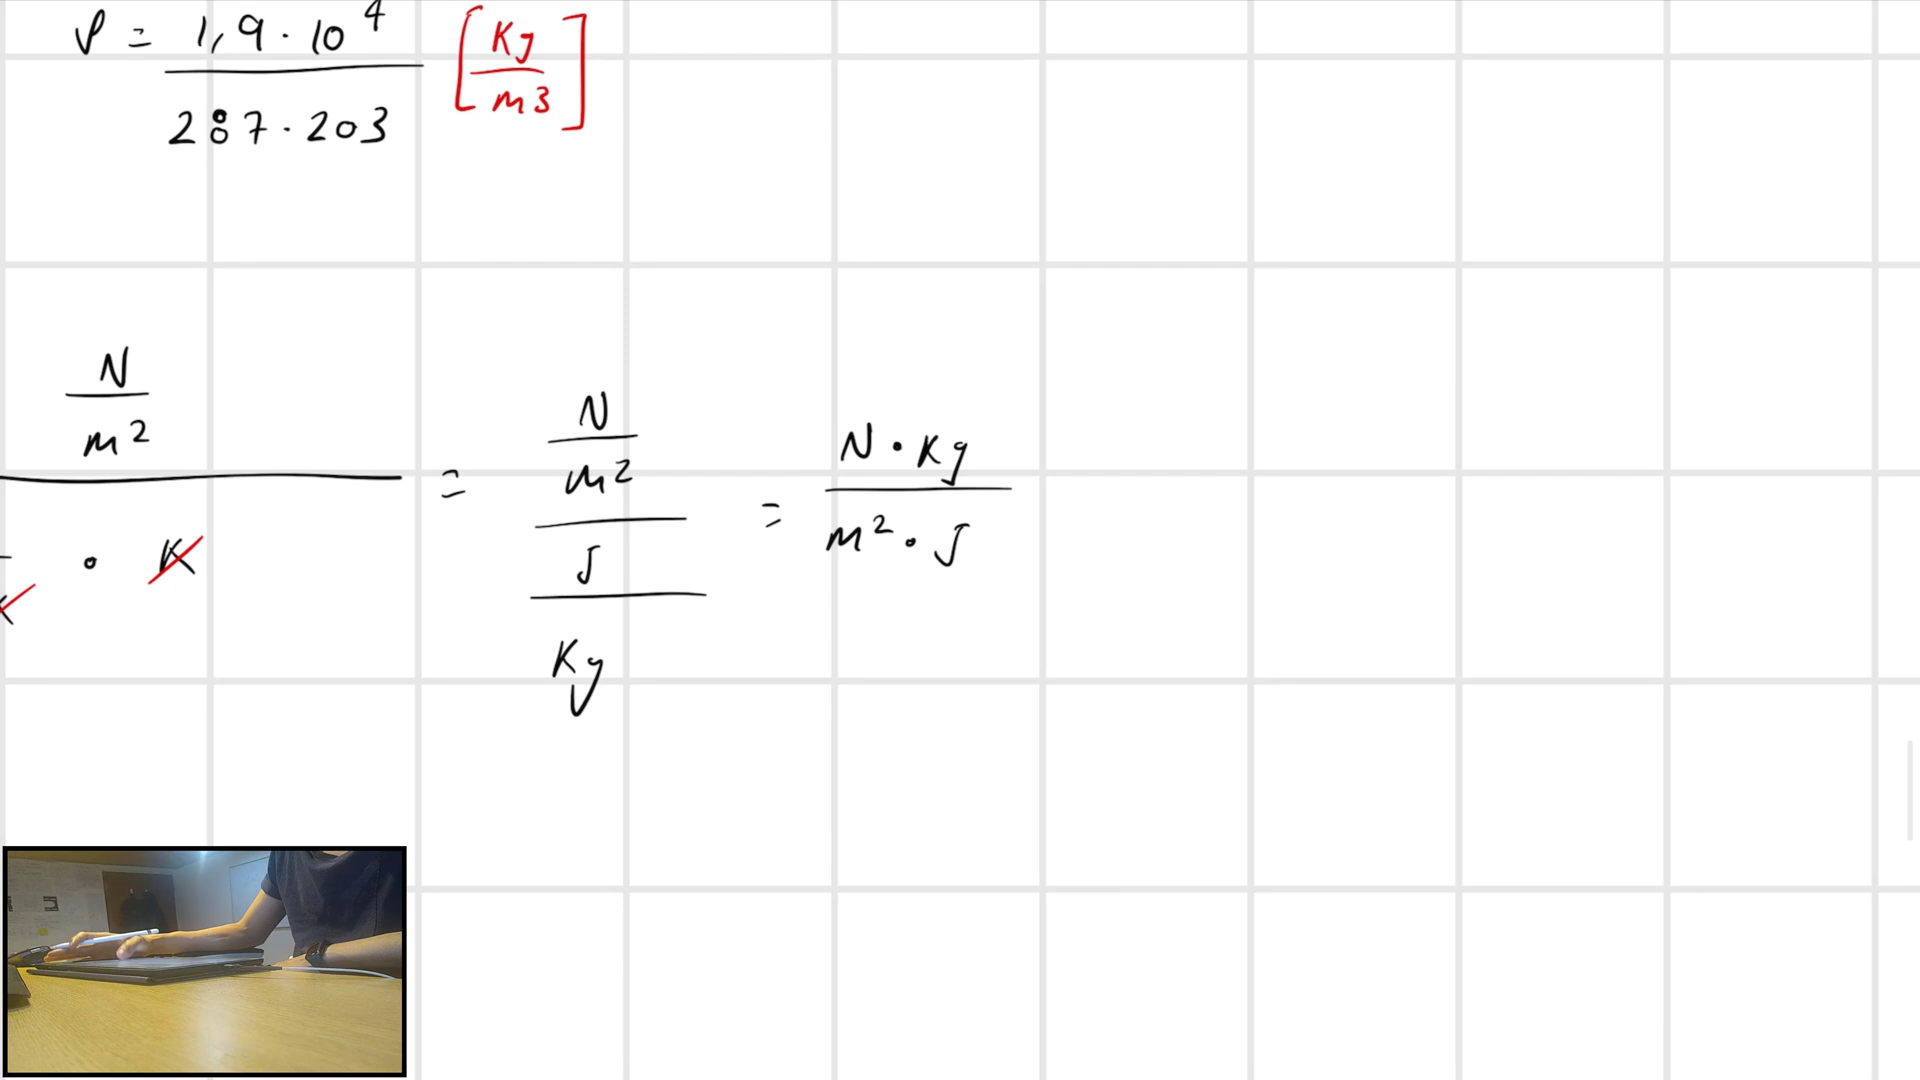 ρ = 1,9 · 10⁴ [Kg
287 · 203 m3]
N
m² = N
m²
J
Kg = N · Kg
m² · J
· K
K